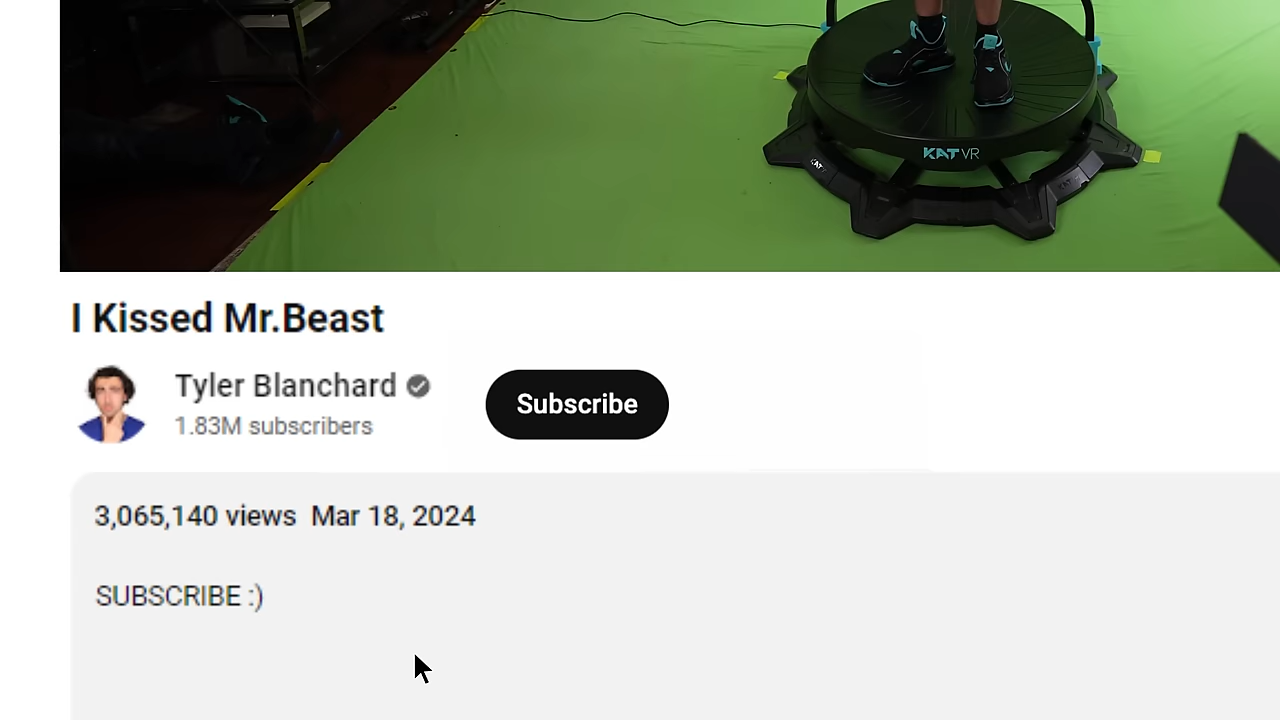 KAT VR
KAT
I Kissed Mr.Beast
Tyler Blanchard
1.83M subscribers
Subscribe
3,065,140 views Mar 18, 2024
SUBSCRIBE :)